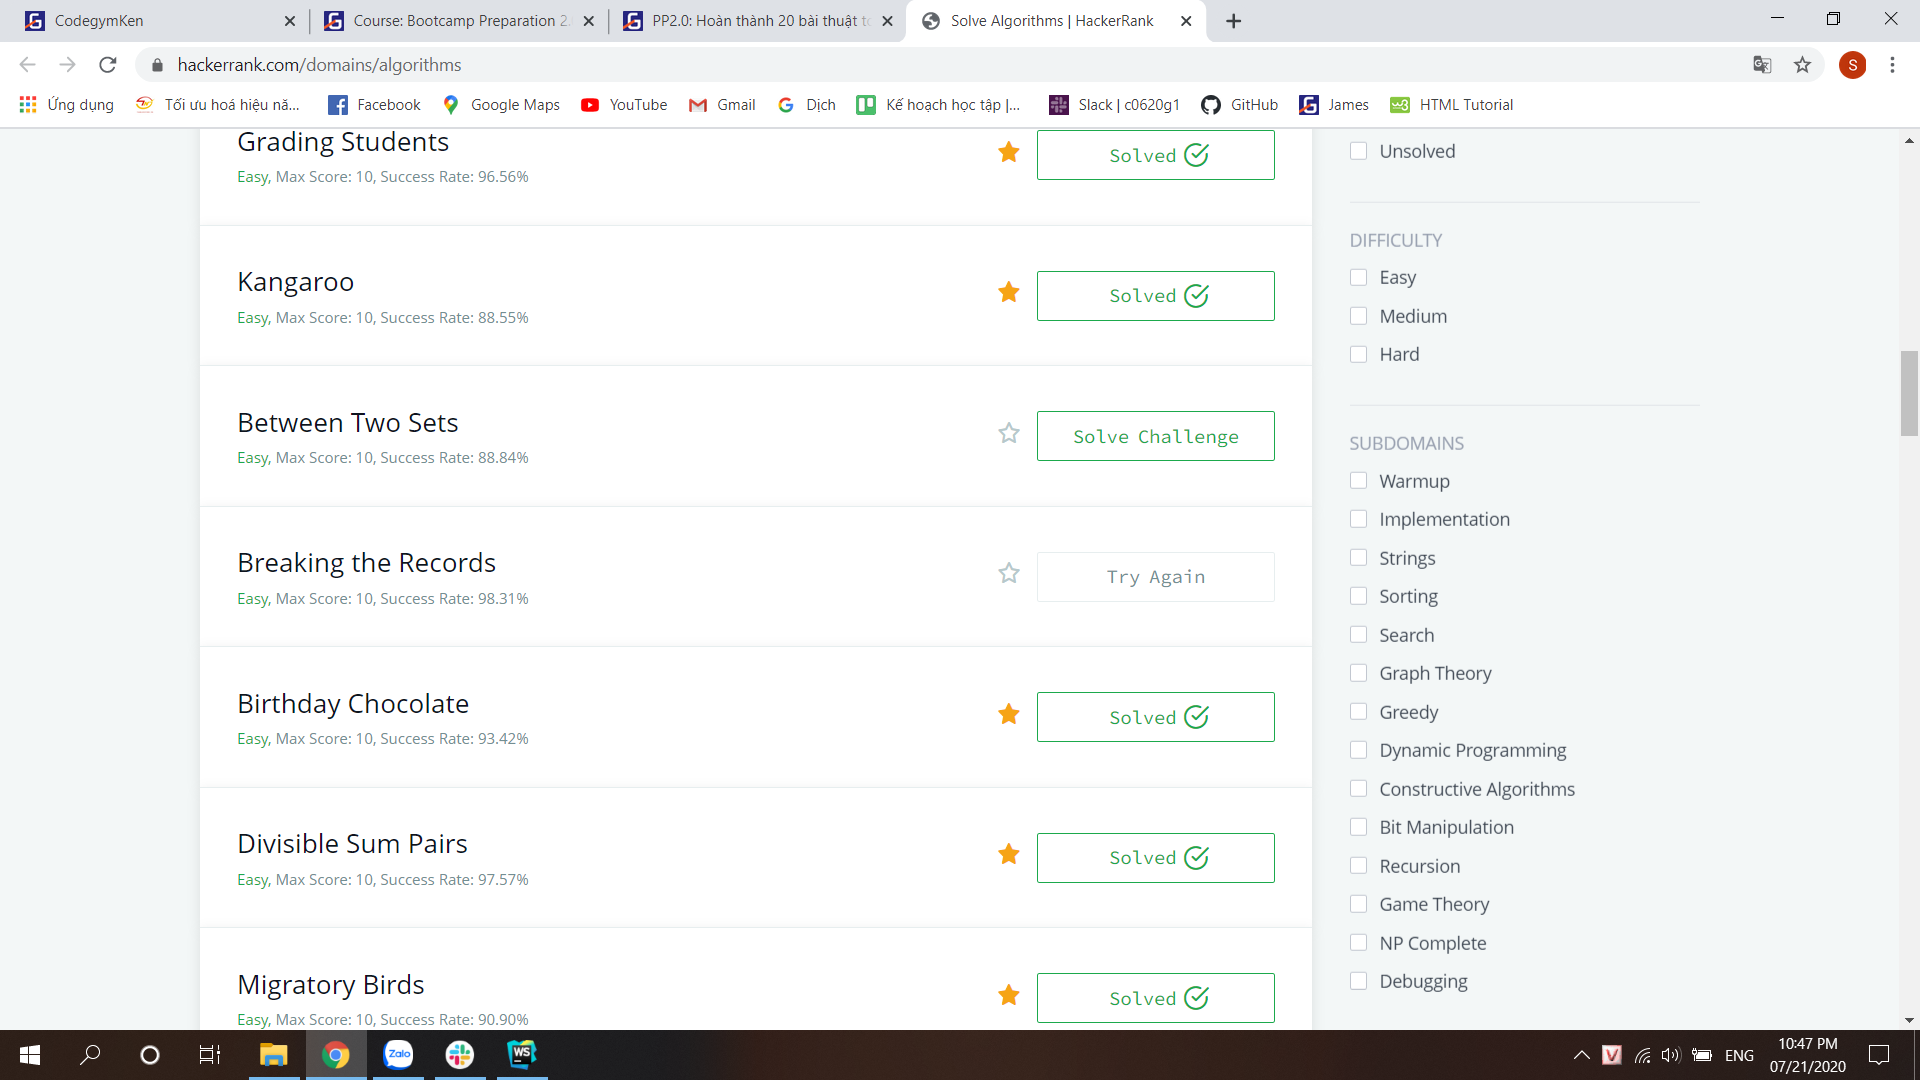 CodegymKen
Course: Bootcamp Preparation 2.
PP2.0: Hoàn thành 20 bài thuật to
Solve Algorithms | HackerRank
hackerrank.com/domains/algorithms
S
Ứng dụng
Tối ưu hoá hiệu nă...
Facebook
Google Maps
YouTube
Gmail
Dịch
Kế hoạch học tập |...
Slack | c0620g1
GitHub
James
HTML Tutorial
Grading Students
Easy, Max Score: 10, Success Rate: 96.56%
Solved
Kangaroo
Easy, Max Score: 10, Success Rate: 88.55%
Solved
Between Two Sets
Easy, Max Score: 10, Success Rate: 88.84%
Solve Challenge
Breaking the Records
Easy, Max Score: 10, Success Rate: 98.31%
Try Again
Birthday Chocolate
Easy, Max Score: 10, Success Rate: 93.42%
Solved
Divisible Sum Pairs
Easy, Max Score: 10, Success Rate: 97.57%
Solved
Migratory Birds
Easy, Max Score: 10, Success Rate: 90.90%
Solved
Unsolved
DIFFICULTY
Easy
Medium
Hard
SUBDOMAINS
Warmup
Implementation
Strings
Sorting
Search
Graph Theory
Greedy
Dynamic Programming
Constructive Algorithms
Bit Manipulation
Recursion
Game Theory
NP Complete
Debugging
Zalo
WS
V
ENG
10:47 PM
07/21/2020